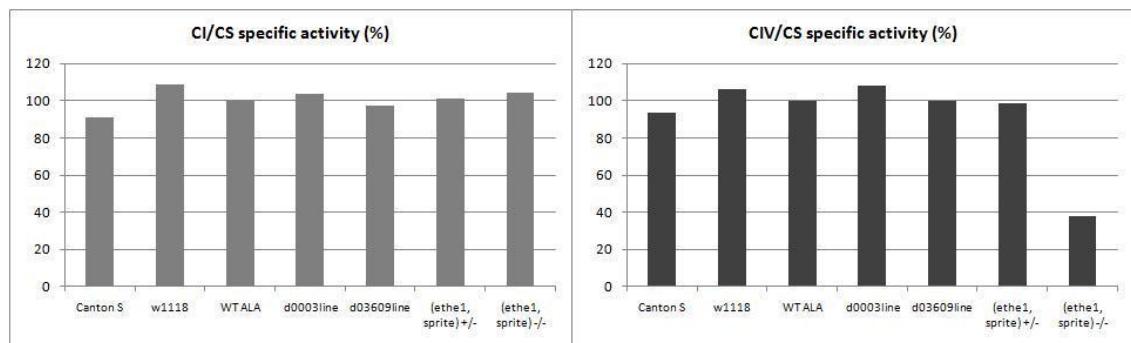 CI/CS specific activity (%)
120
100
80
60
40
20
0
Canton S
w1118
WT ALA
d0003line
d03609line
(ethe1,
sprite) +/-
(ethe1,
sprite) -/-
CIV/CS specific activity (%)
120
100
80
60
40
20
0
Canton S
w1118
WT ALA
d0003line
d03609line
(ethe1,
sprite) +/-
(ethe1,
sprite) -/-